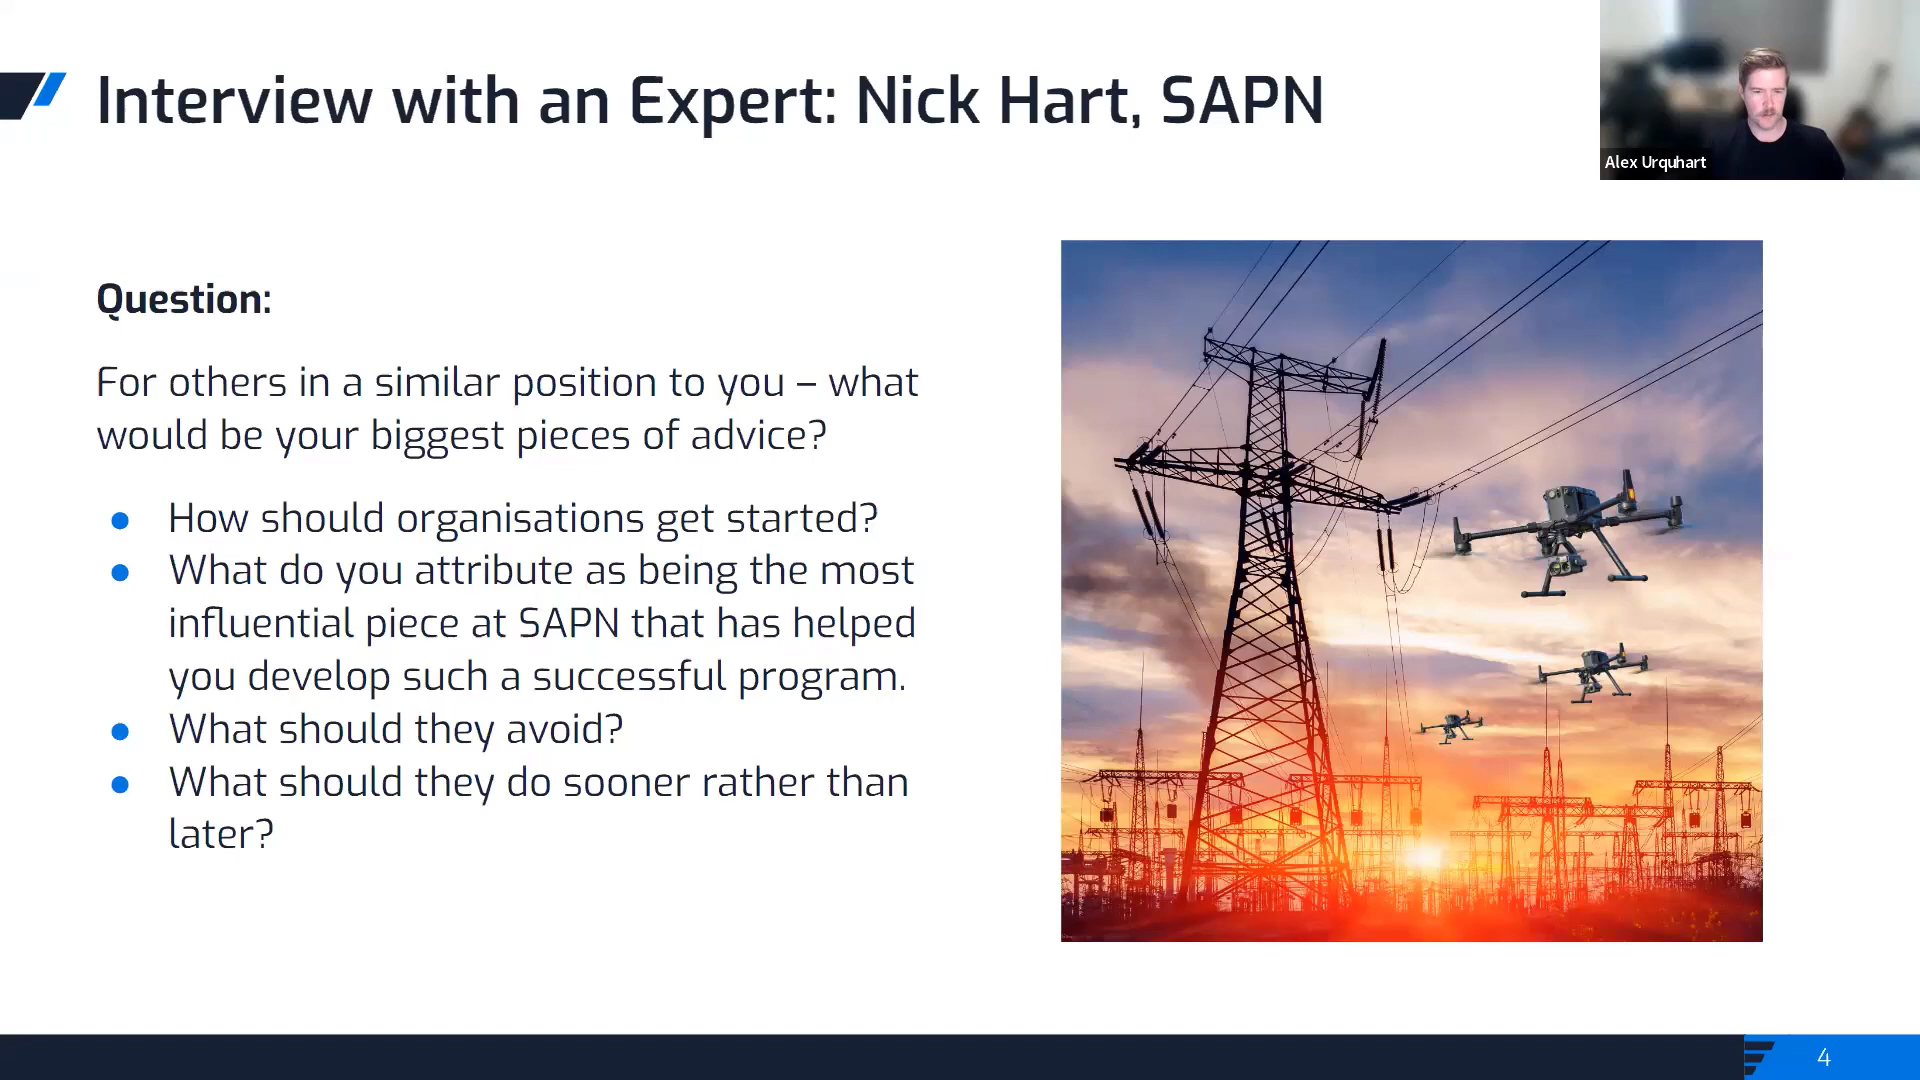 Interview with an Expert: Nick Hart, SAPN
Alex Urquhart
Question:
For others in a similar position to you – what
would be your biggest pieces of advice?
● How should organisations get started?
● What do you attribute as being the most
influential piece at SAPN that has helped
you develop such a successful program.
● What should they avoid?
● What should they do sooner rather than
later?
4